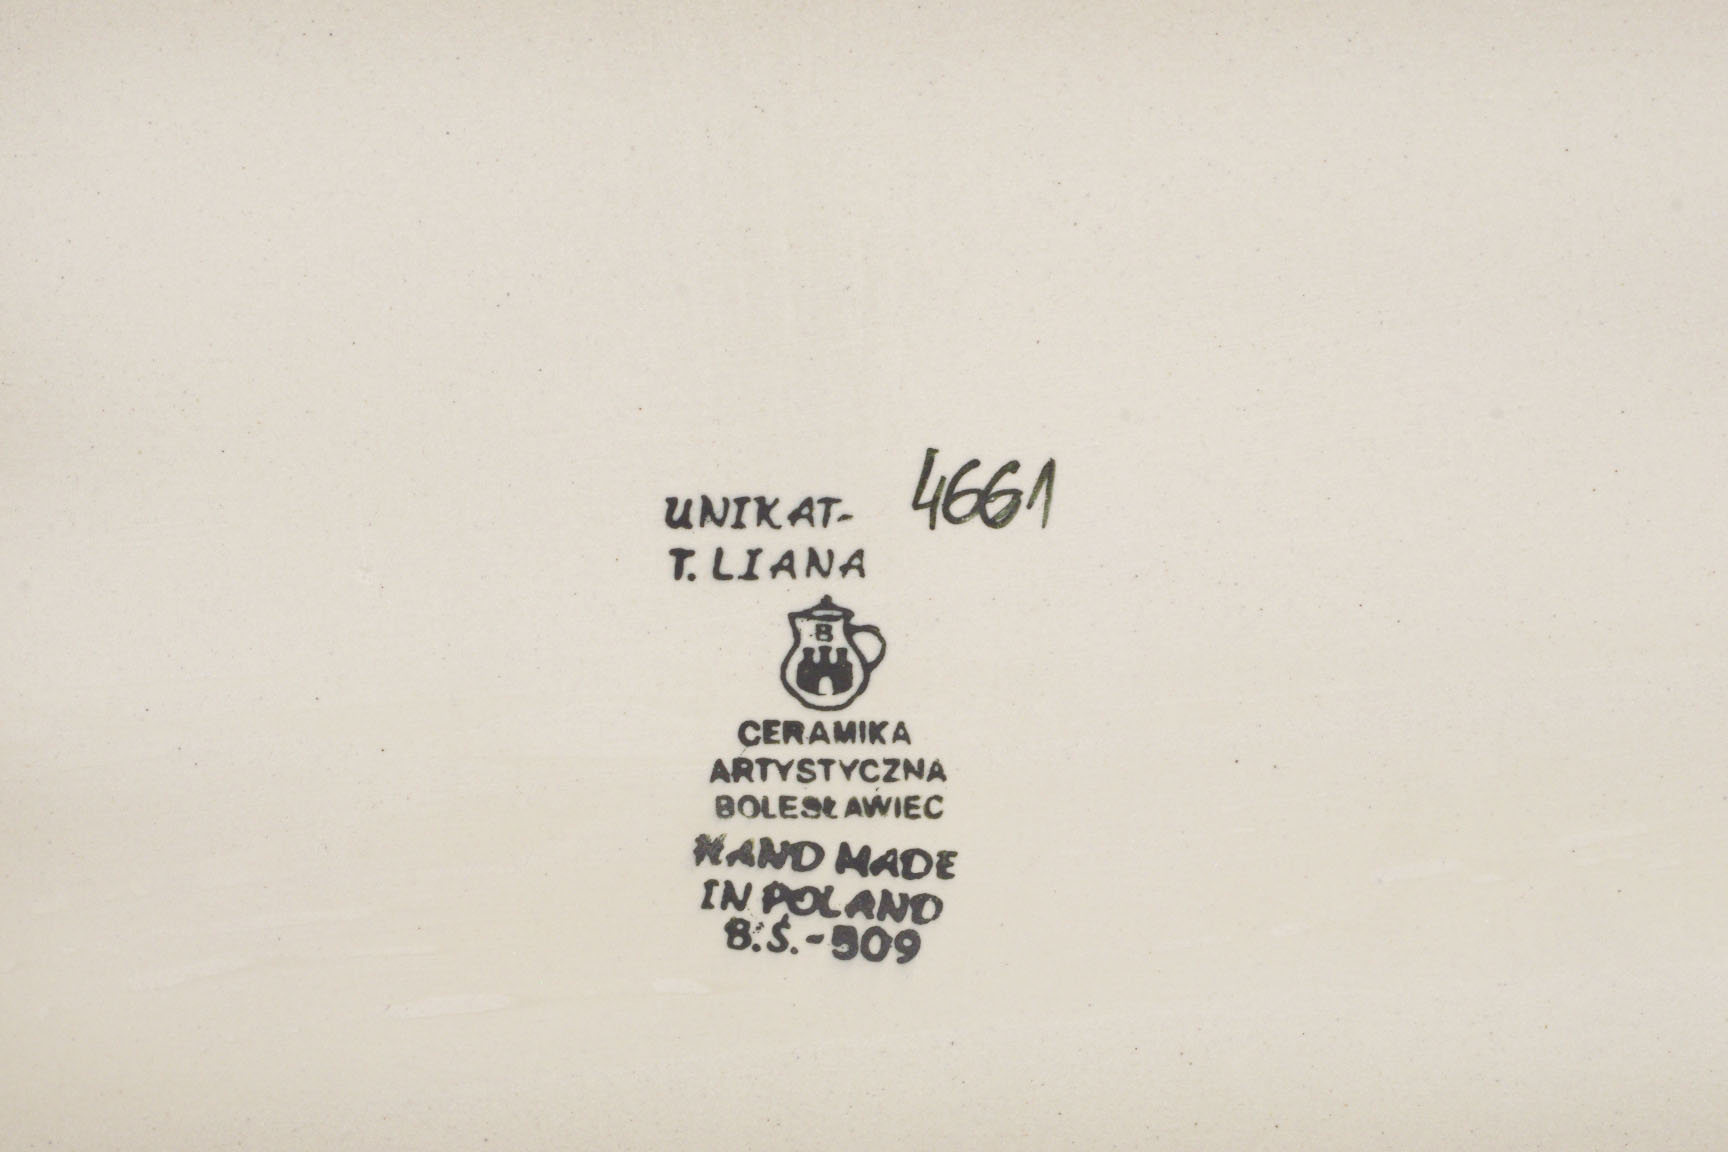 UNIKAT- 4661
T. LIANA
B
CERAMIKA
ARTYSTYCZNA
BOLESŁAWIEC
HAND MADE
IN POLAND
B.Ś.-509